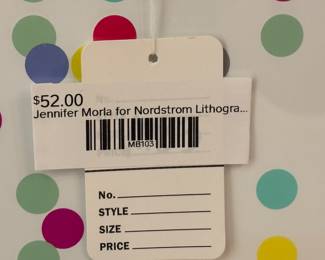 $52.00
Jennifer Morla for Nordstrom Lithogra...
MB103
No.
STYLE
SIZE
PRICE